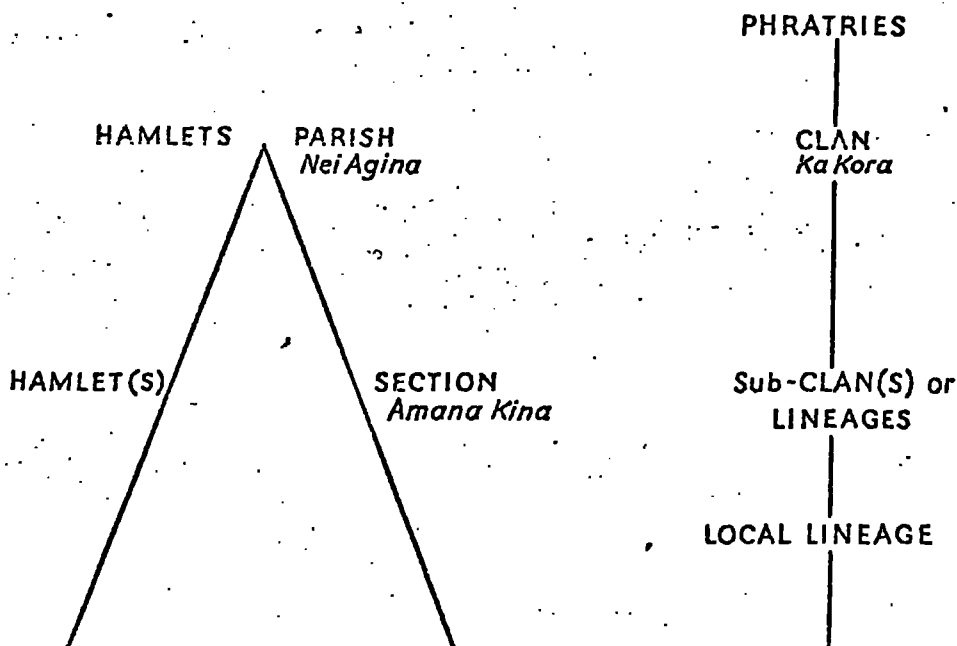 PHRATRIES
HAMLETS PARISH CLAN
Nei Agina Ka Kora
HAMLET(S) SECTION Sub-CLAN(S) or
Amana Kina LINEAGES
LOCAL LINEAGE